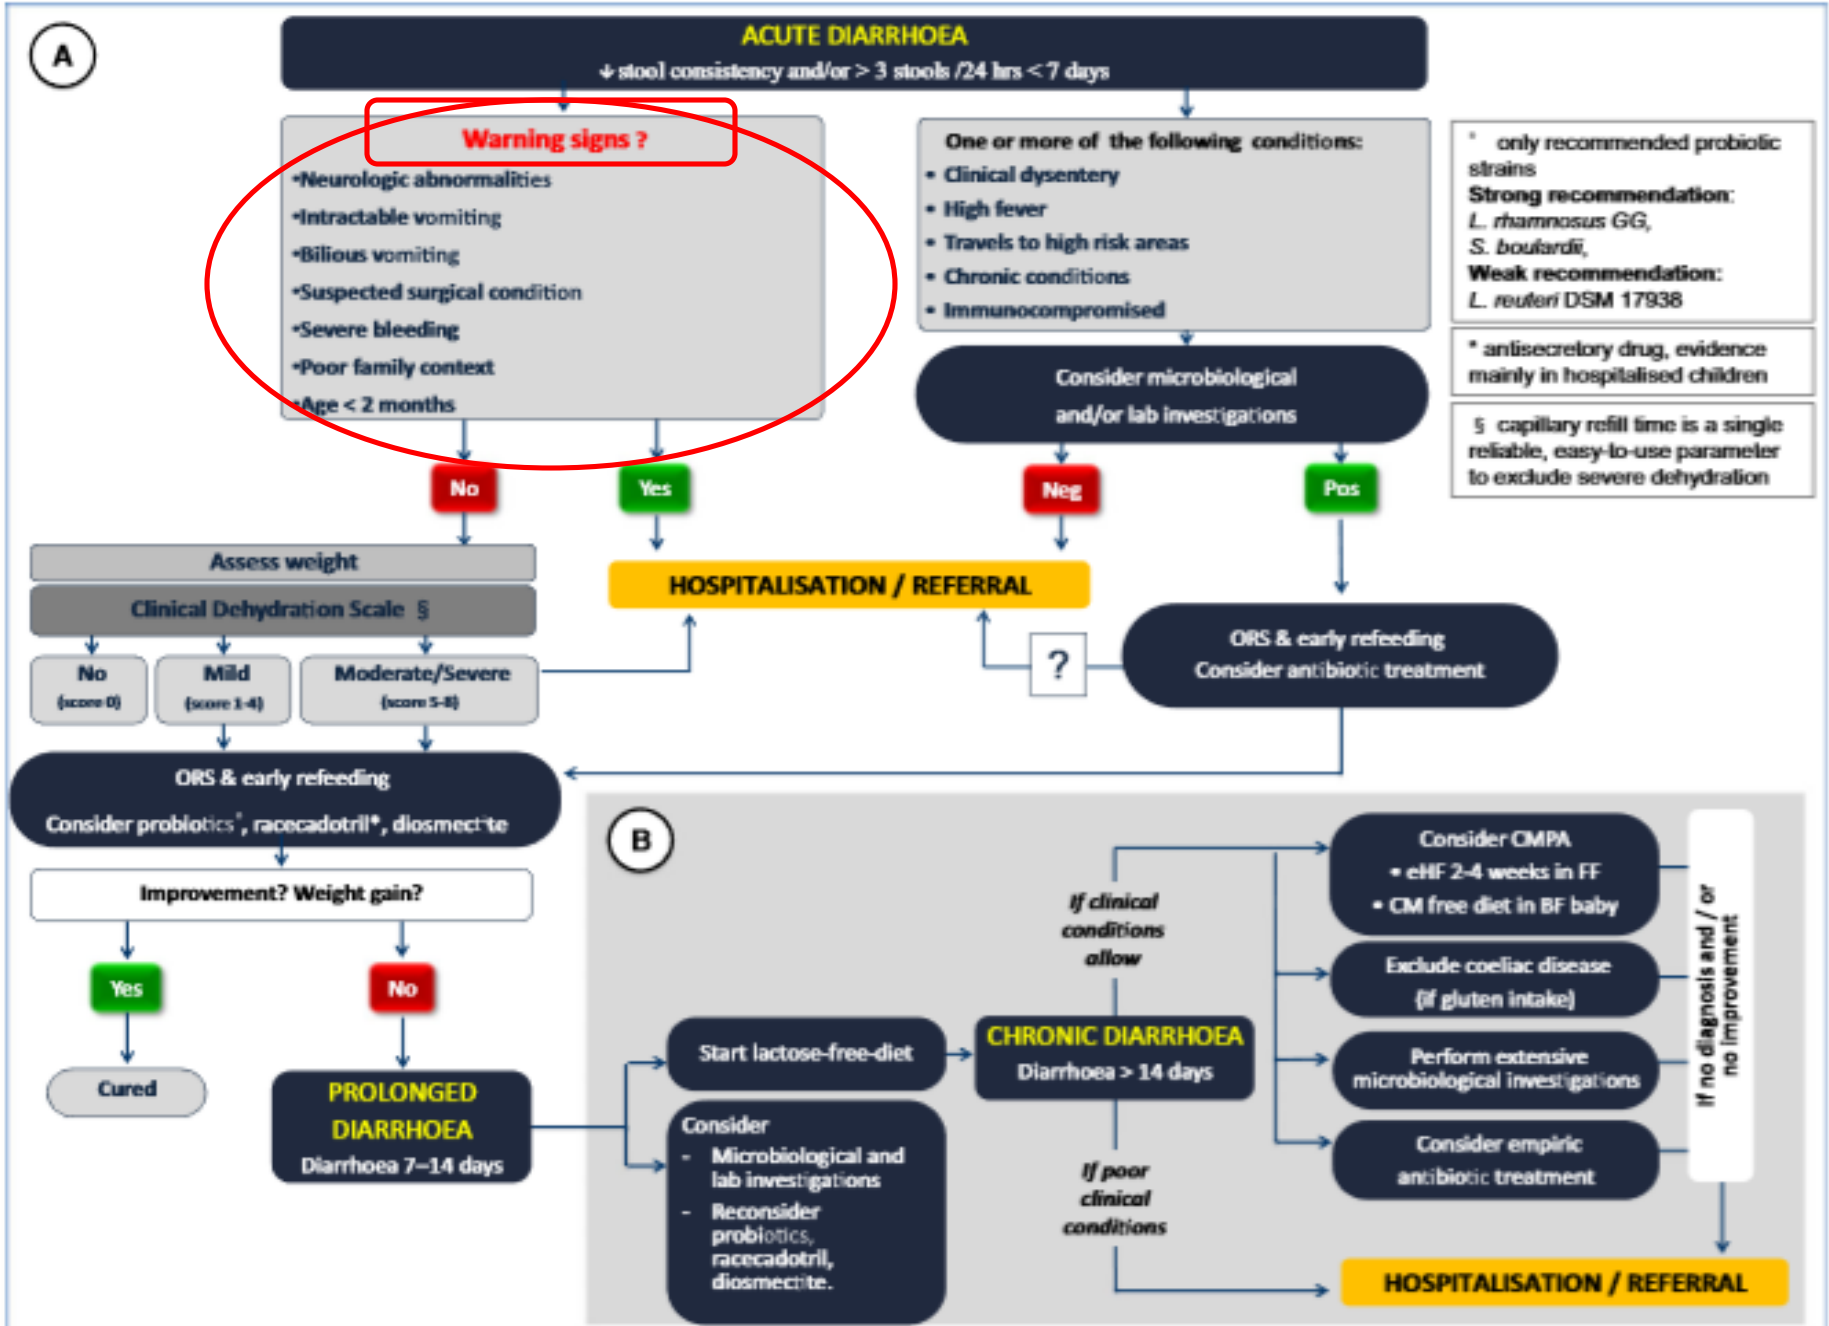 A
ACUTE DIARRHOEA
↓ stool consistency and/or > 3 stools /24 hrs < 7 days
Warning signs ?
•Neurologic abnormalities
•Intractable vomiting
•Bilious vomiting
•Suspected surgical condition
•Severe bleeding
•Poor family context
•Age < 2 months
No
Yes
One or more of the following conditions:
• Clinical dysentery
• High fever
• Travels to high risk areas
• Chronic conditions
• Immunocompromised
Consider microbiological
and/or lab investigations
Neg
Pos
° only recommended probiotic
strains
Strong recommendation:
L. rhamnosus GG,
S. boulardii,
Weak recommendation:
L. reuteri DSM 17938
* antisecretory drug, evidence
mainly in hospitalised children
§ capillary refill time is a single
reliable, easy-to-use parameter
to exclude severe dehydration
Assess weight
Clinical Dehydration Scale §
No
(score 0)
Mild
(score 1-4)
Moderate/Severe
(score 5-8)
HOSPITALISATION / REFERRAL
?
ORS & early refeeding
Consider antibiotic treatment
ORS & early refeeding
Consider probiotics°, racecadotril*, diosmectite
Improvement? Weight gain?
Yes
No
Cured
PROLONGED
DIARRHOEA
Diarrhoea 7–14 days
B
Start lactose-free-diet
Consider
- Microbiological and
lab investigations
- Reconsider
probiotics,
racecadotril,
diosmectite.
CHRONIC DIARRHOEA
Diarrhoea > 14 days
If clinical
conditions
allow
If poor
clinical
conditions
Consider CMPA
• eHF 2-4 weeks in FF
• CM free diet in BF baby
Exclude coeliac disease
(if gluten intake)
Perform extensive
microbiological investigations
Consider empiric
antibiotic treatment
If no diagnosis and / or
no improvement
HOSPITALISATION / REFERRAL